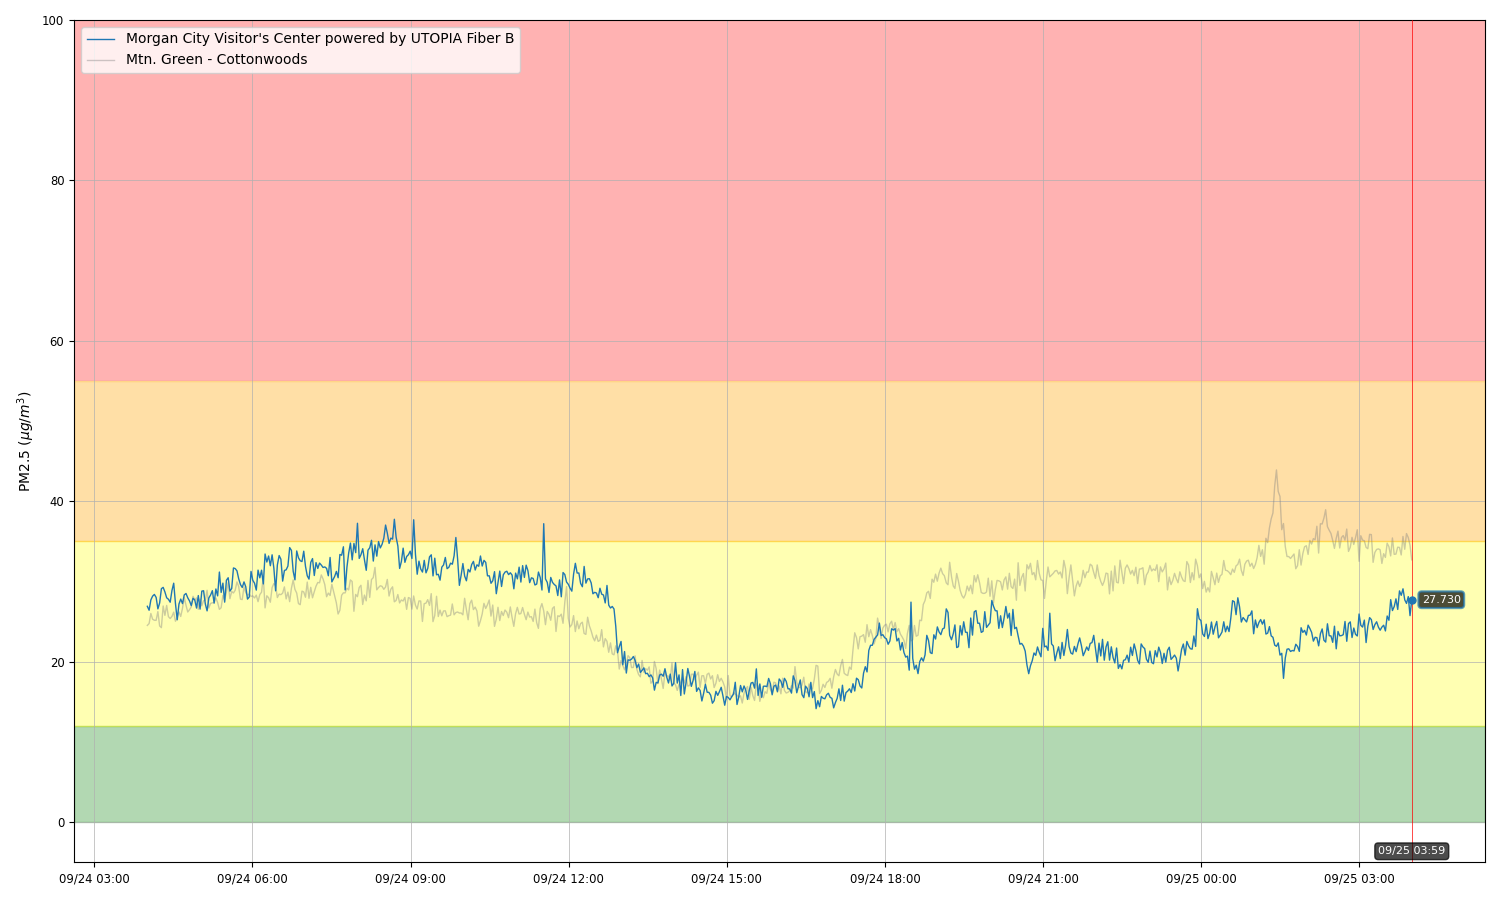 100
Morgan City Visitor's Center powered by UTOPIA Fiber B
Mtn. Green - Cottonwoods
80
60
PM2.5 (μg/m³)
40
27.730
20
0
09/25 03:59
09/24 03:00 09/24 06:00 09/24 09:00 09/24 12:00 09/24 15:00 09/24 18:00 09/24 21:00 09/25 00:00 09/25 03:00